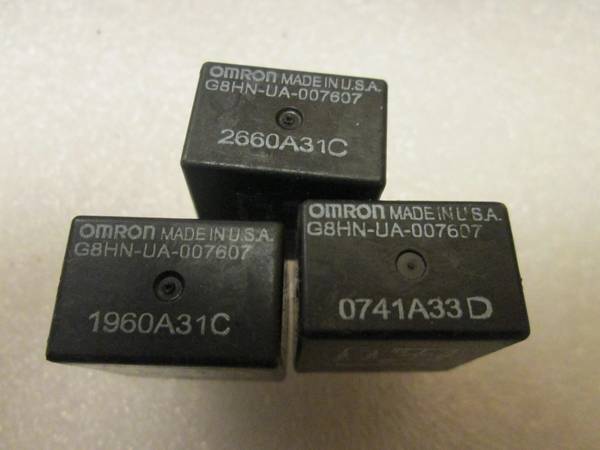 omron MADE IN U.S.A.
G8HN-UA-007607
2660A31C
omron MADE IN U.S.A.
G8HN-UA-007607
1960A31C
omron MADE IN U.S.A.
G8HN-UA-007607
0741A33D